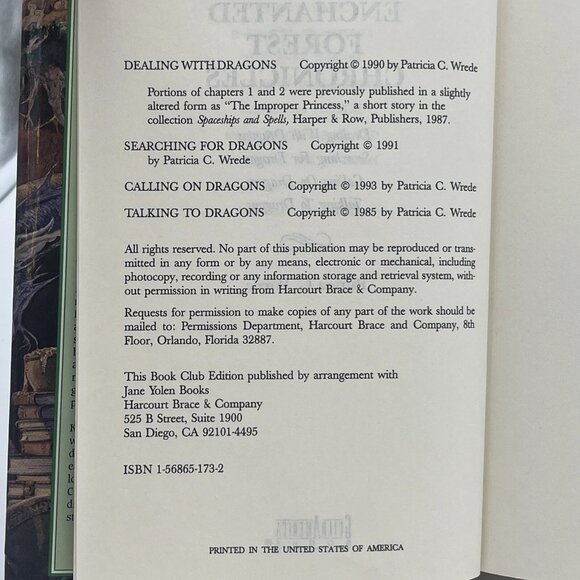 DEALING WITH DRAGONS Copyright © 1990 by Patricia C. Wrede
Portions of chapters 1 and 2 were previously published in a slightly
altered form as "The Improper Princess," a short story in the
collection Spaceships and Spells, Harper & Row, Publishers, 1987.
SEARCHING FOR DRAGONS Copyright © 1991
by Patricia C. Wrede
CALLING ON DRAGONS Copyright © 1993 by Patricia C. Wrede
TALKING TO DRAGONS Copyright © 1985 by Patricia C. Wrede
All rights reserved. No part of this publication may be reproduced or trans-
mitted in any form or by any means, electronic or mechanical, including
photocopy, recording or any information storage and retrieval system, with-
out permission in writing from Harcourt Brace & Company.
Requests for permission to make copies of any part of the work should be
mailed to: Permissions Department, Harcourt Brace and Company, 8th
Floor, Orlando, Florida 32887.
This Book Club Edition published by arrangement with
Jane Yolen Books
Harcourt Brace & Company
525 B Street, Suite 1900
San Diego, CA 92101-4495
ISBN 1-56865-173-2
PRINTED IN THE UNITED STATES OF AMERICA